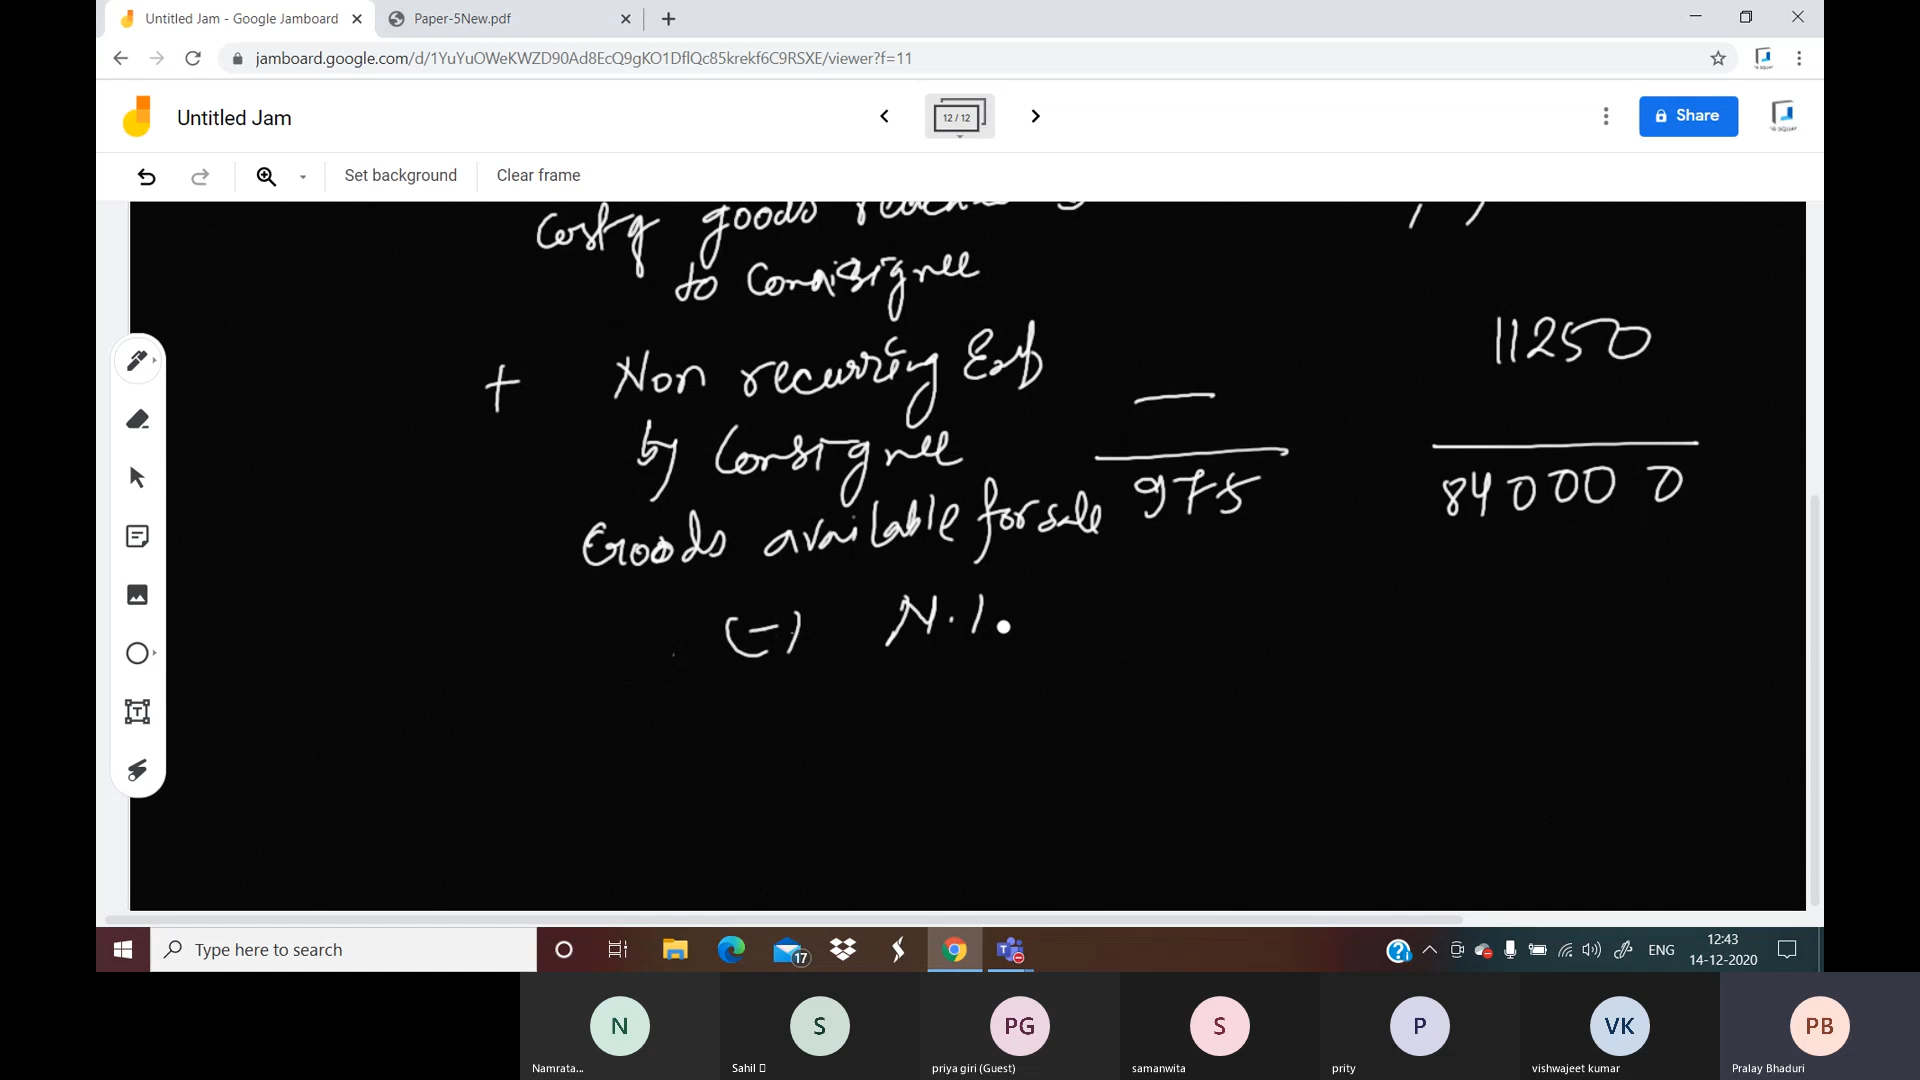 Untitled Jam - Google Jamboard
Paper-5New.pdf
jamboard.google.com/d/1YuYuOWeKWZD90Ad8EcQ9gKO1DflQc85krekf6C9RSXE/viewer?f=11
Untitled Jam
12 / 12
Share
Set background
Clear frame
goods
to Consignee
11250
+ Non recurring Exp —
by Consignee
Goods available for sale 975 840000
(-) N.L.
Type here to search
17
ENG
12:43
14-12-2020
N S PG S P VK PB
Namrata... Sahil priya giri (Guest) samanwita prity vishwajeet kumar Pralay Bhaduri